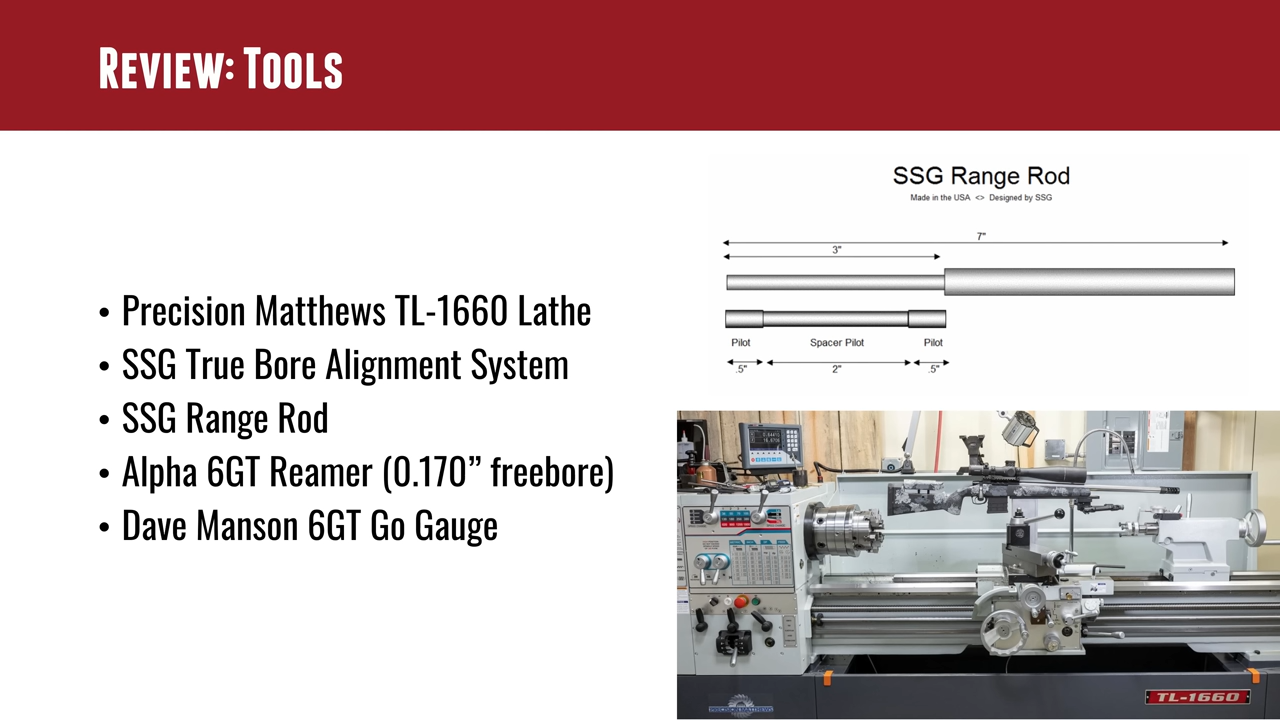 Review: Tools
• Precision Matthews TL-1660 Lathe
• SSG True Bore Alignment System
• SSG Range Rod
• Alpha 6GT Reamer (0.170” freebore)
• Dave Manson 6GT Go Gauge
SSG Range Rod
Made in the USA <> Designed by SSG
7"
3"
Pilot Spacer Pilot Pilot
.5" 2" .5"
PRECISION MATTHEWS
TL-1660